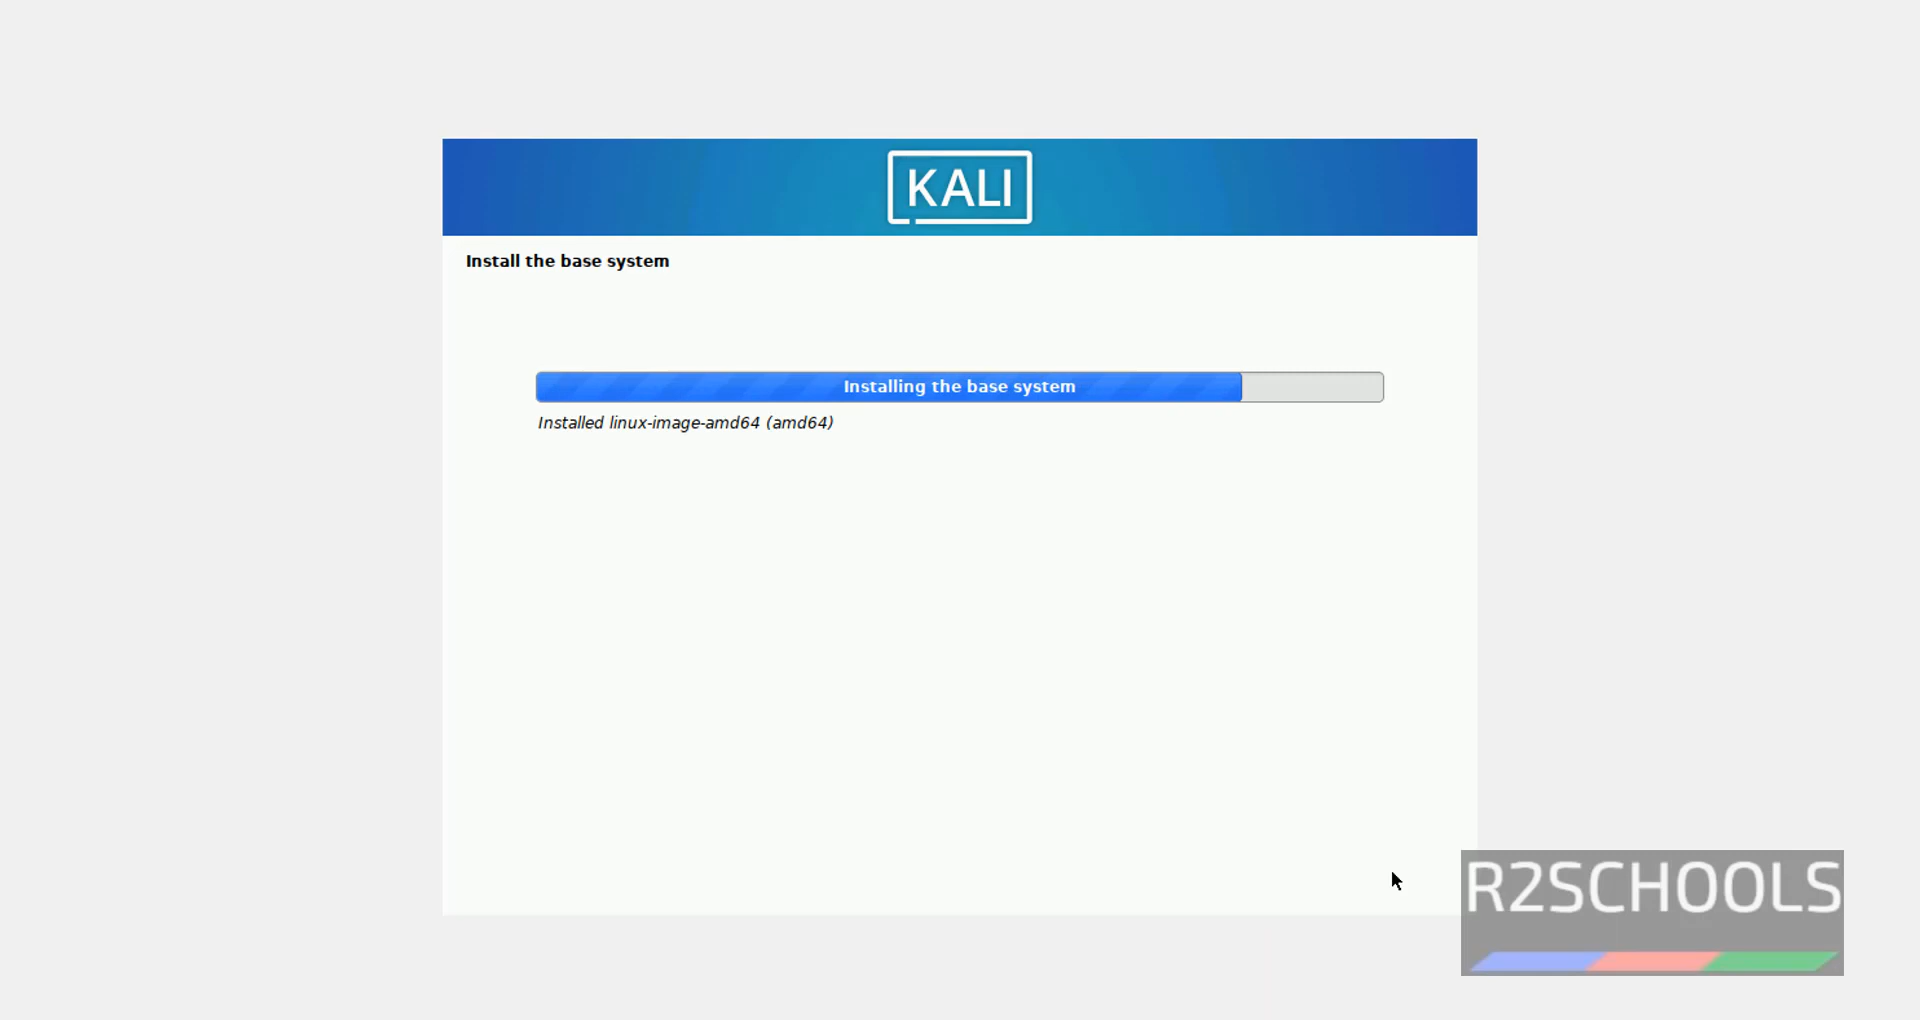 KALI
Install the base system
Installing the base system
Installed linux-image-amd64 (amd64)
R2SCHOOLS